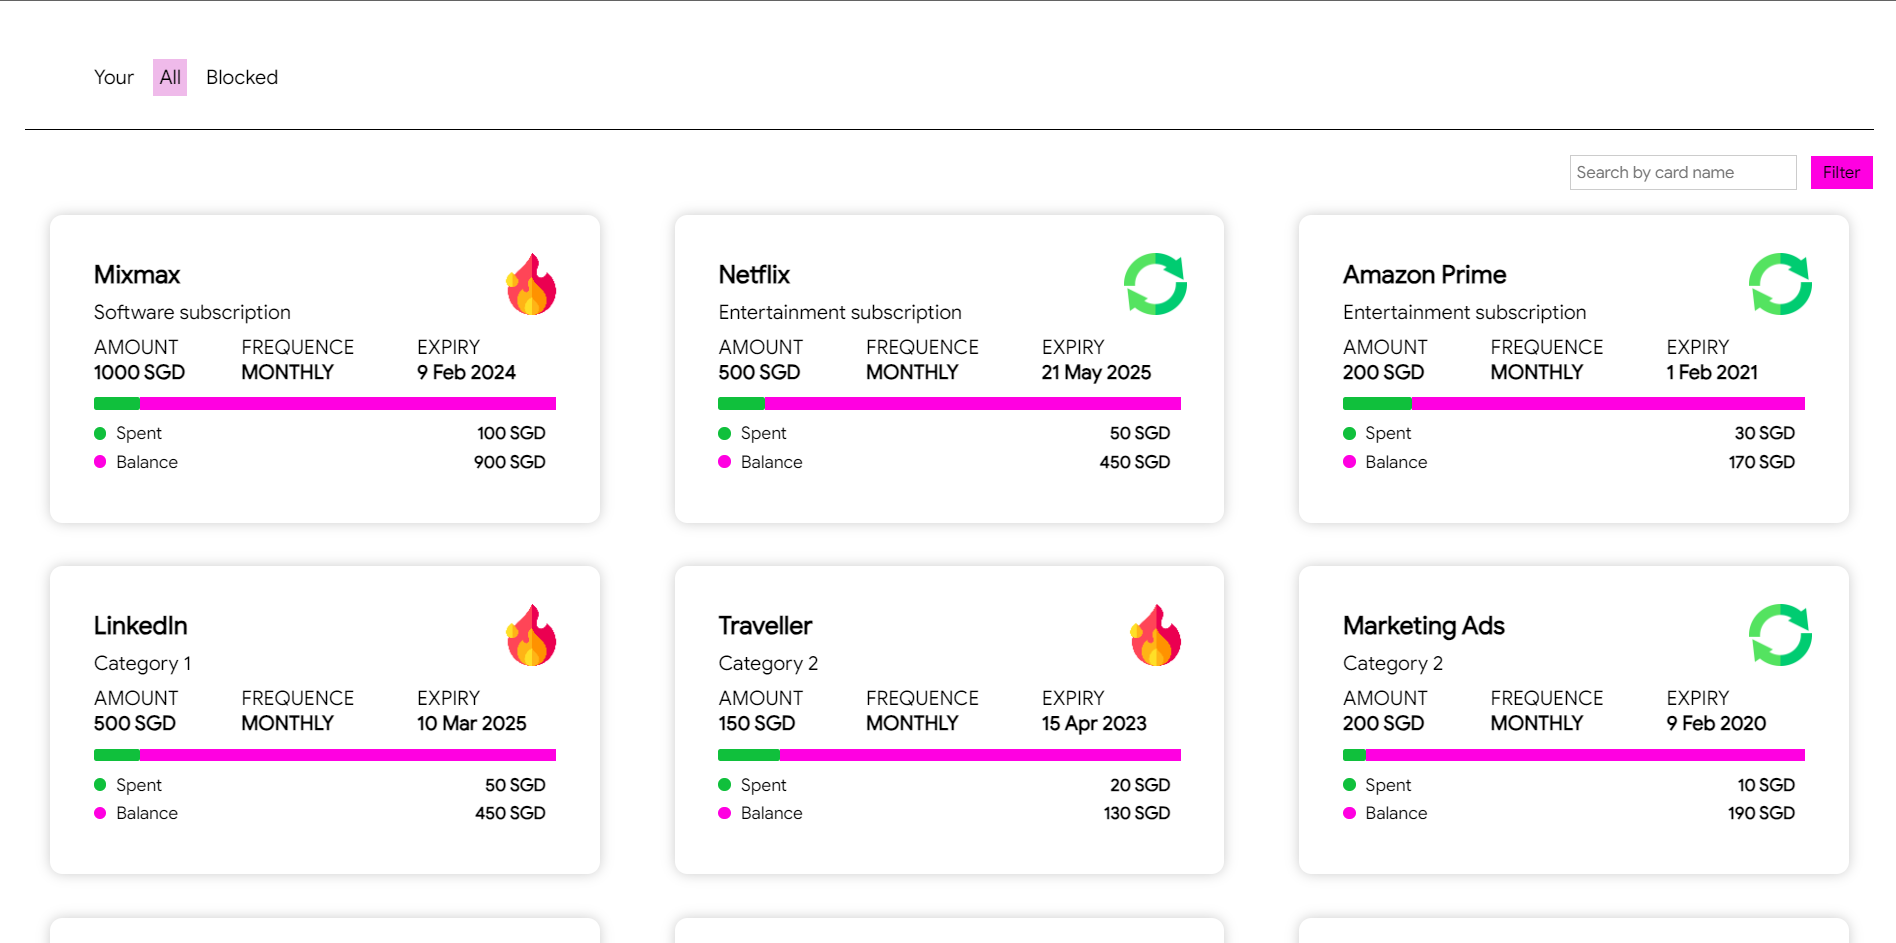 Your All Blocked
Search by card name Filter
Mixmax
Software subscription
AMOUNT FREQUENCE EXPIRY
1000 SGD MONTHLY 9 Feb 2024
Spent 100 SGD
Balance 900 SGD
Netflix
Entertainment subscription
AMOUNT FREQUENCE EXPIRY
500 SGD MONTHLY 21 May 2025
Spent 50 SGD
Balance 450 SGD
Amazon Prime
Entertainment subscription
AMOUNT FREQUENCE EXPIRY
200 SGD MONTHLY 1 Feb 2021
Spent 30 SGD
Balance 170 SGD
LinkedIn
Category 1
AMOUNT FREQUENCE EXPIRY
500 SGD MONTHLY 10 Mar 2025
Spent 50 SGD
Balance 450 SGD
Traveller
Category 2
AMOUNT FREQUENCE EXPIRY
150 SGD MONTHLY 15 Apr 2023
Spent 20 SGD
Balance 130 SGD
Marketing Ads
Category 2
AMOUNT FREQUENCE EXPIRY
200 SGD MONTHLY 9 Feb 2020
Spent 10 SGD
Balance 190 SGD